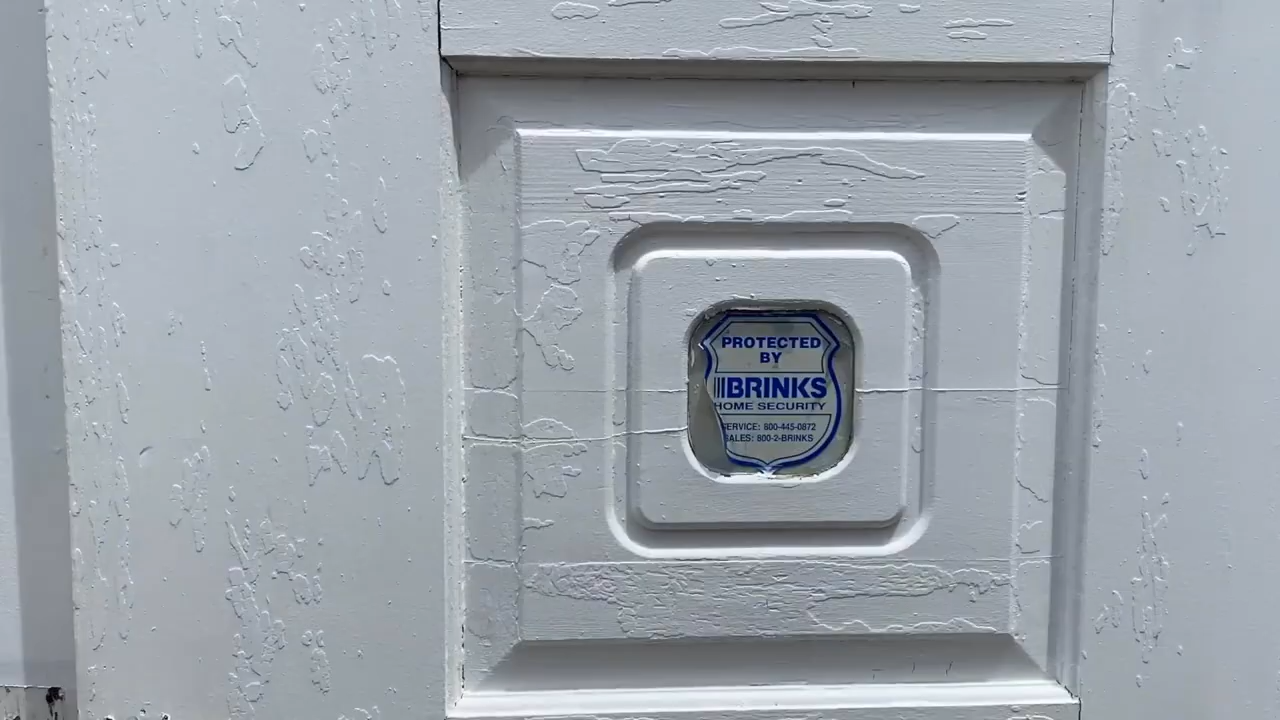 PROTECTED
BY
BRINKS
HOME SECURITY
SERVICE: 800-445-0872
SALES: 800-2-BRINKS